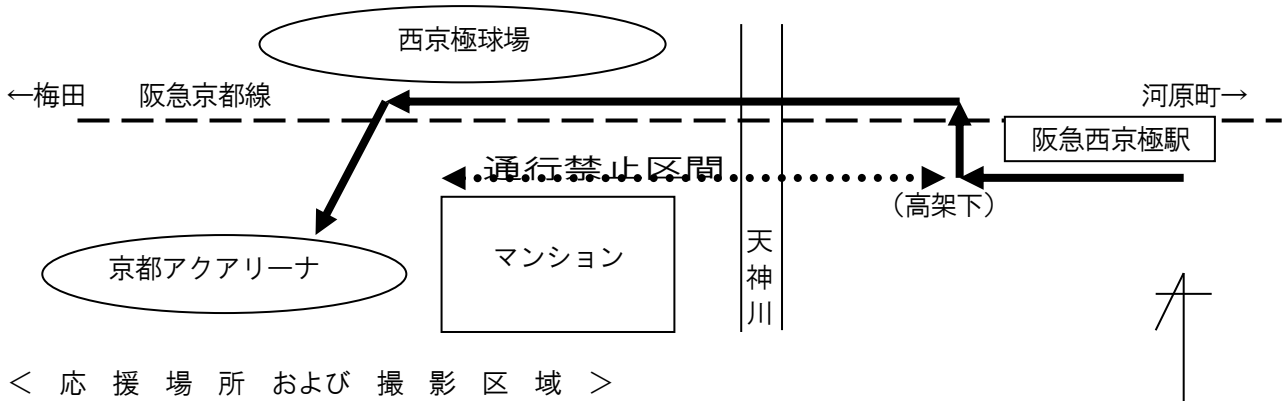 西京極球場
←梅田 阪急京都線 河原町→
阪急西京極駅
通行禁止区間
（高架下）
マンション
京都アクアリーナ
天神川
＜ 応 援 場 所 および 撮 影 区 域 ＞